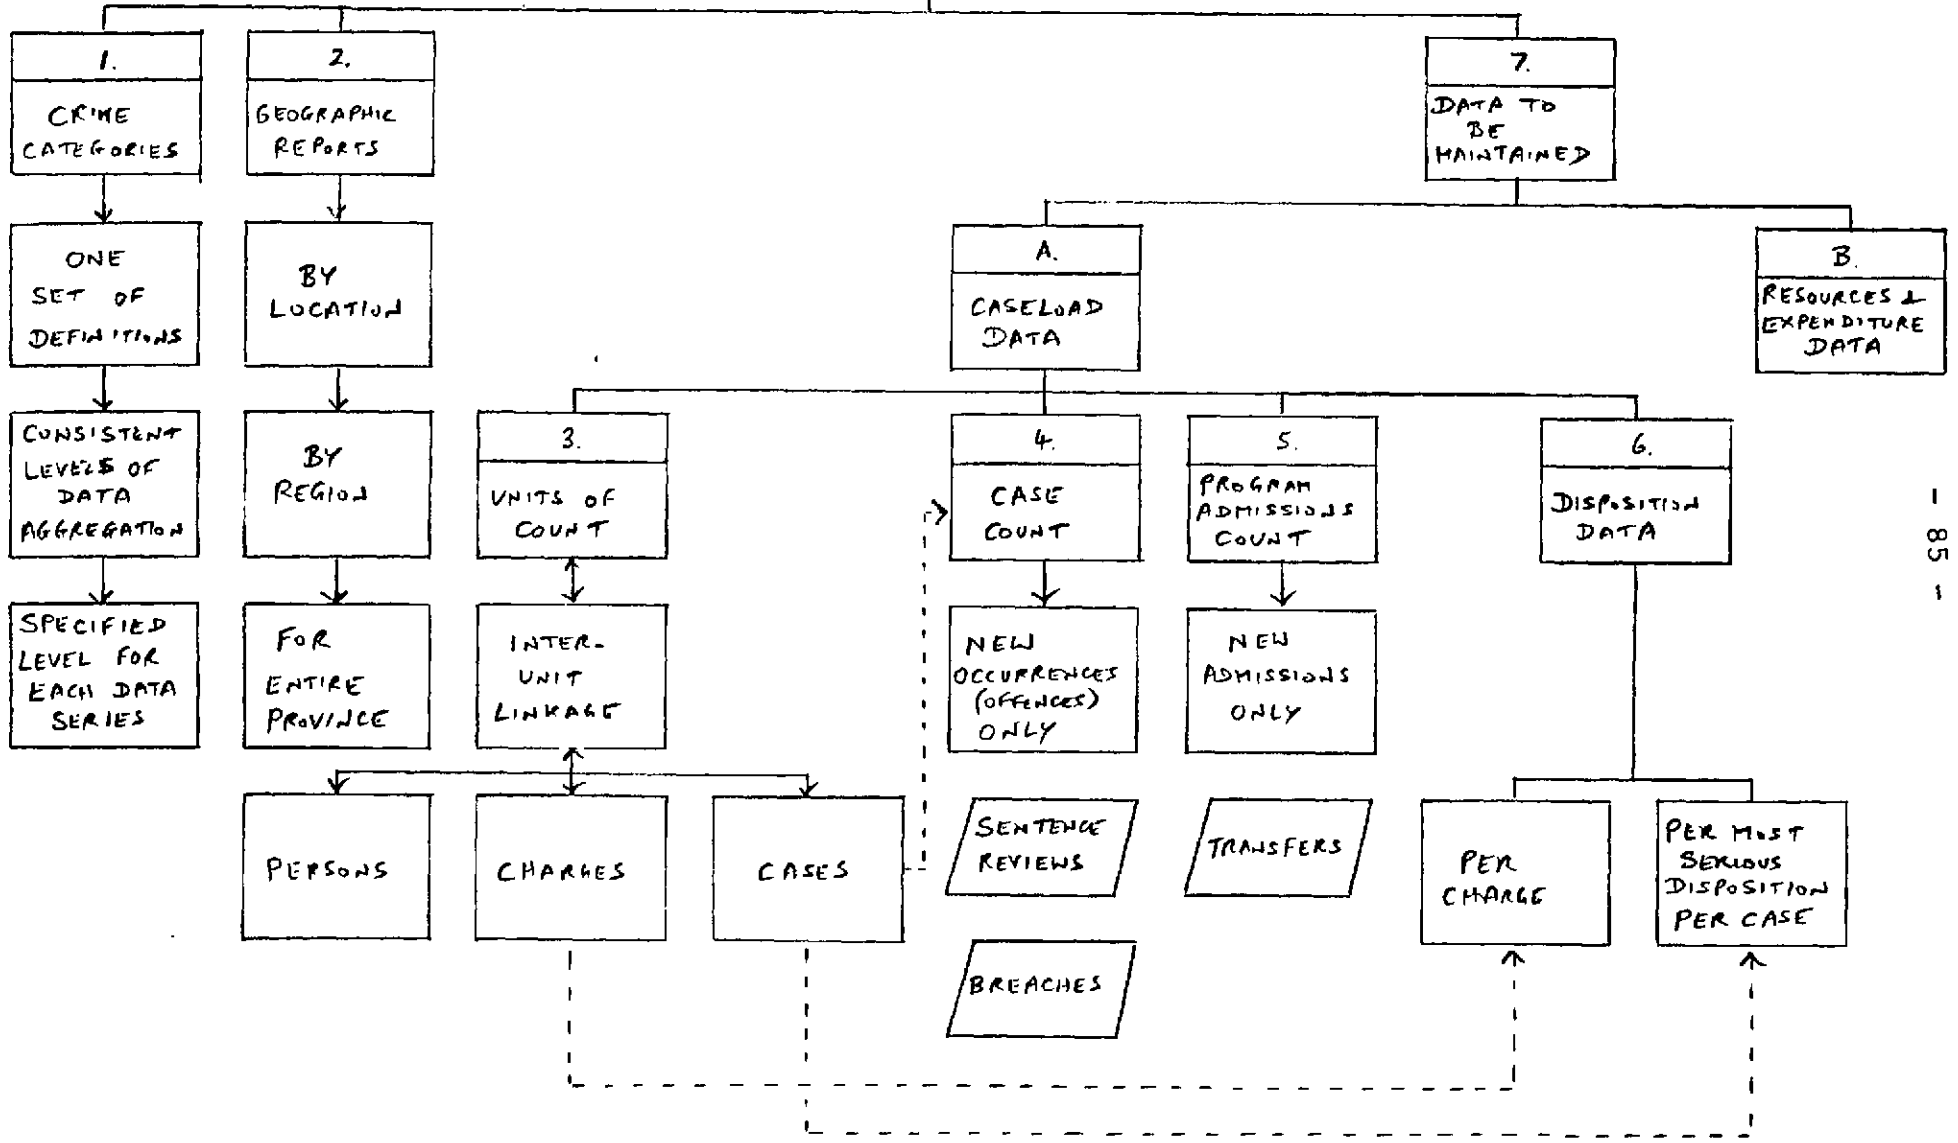 1.
CRIME
CATEGORIES
ONE
SET OF
DEFINITIONS
CONSISTENT
LEVELS OF
DATA
AGGREGATION
SPECIFIED
LEVEL FOR
EACH DATA
SERIES
2.
GEOGRAPHIC
REPORTS
BY
LOCATION
BY
REGION
FOR
ENTIRE
PROVINCE
7.
DATA TO
BE
MAINTAINED
A.
CASELOAD
DATA
B.
RESOURCES &
EXPENDITURE
DATA
3.
UNITS OF
COUNT
INTER-
UNIT
LINKAGE
PERSONS
CHARGES
CASES
4.
CASE
COUNT
NEW
OCCURRENCES
(OFFENCES)
ONLY
SENTENCE
REVIEWS
BREACHES
5.
PROGRAM
ADMISSIONS
COUNT
NEW
ADMISSIONS
ONLY
TRANSFERS
6.
DISPOSITION
DATA
PER
CHARGE
PER MOST
SERIOUS
DISPOSITION
PER CASE
- 85 -